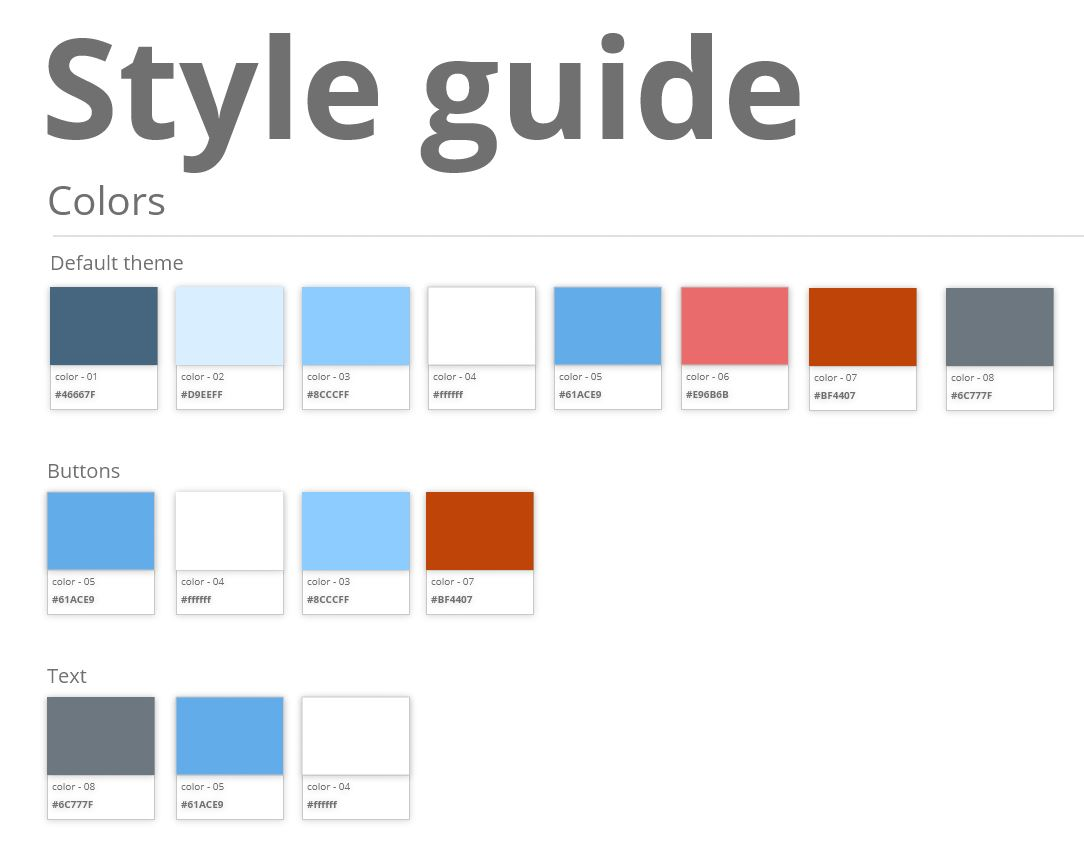 Style guide
Colors
Default theme
color - 01
#46667F
color - 02
#D9EEFF
color - 03
#8CCCFF
color - 04
#ffffff
color - 05
#61ACE9
color - 06
#E96B6B
color - 07
#BF4407
color - 08
#6C777F
Buttons
color - 05
#61ACE9
color - 04
#ffffff
color - 03
#8CCCFF
color - 07
#BF4407
Text
color - 08
#6C777F
color - 05
#61ACE9
color - 04
#ffffff